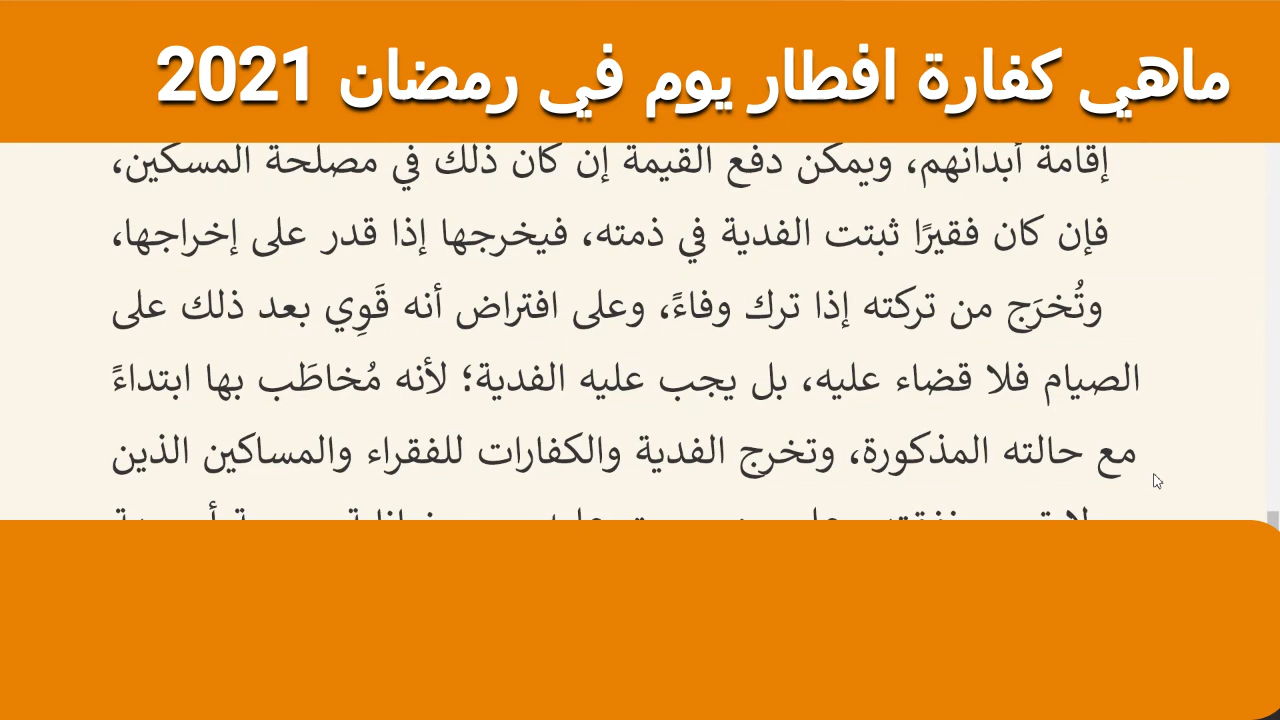 ماهي كفارة افطار يوم في رمضان 2021
إقامة أبدانهم، ويمكن دفع القيمة إن كان ذلك في مصلحة المسكين،
فإن كان فقيرًا ثبتت الفدية في ذمته، فيخرجها إذا قدر على إخراجها،
وتُخرَج من تركته إذا ترك وفاءً، وعلى افتراض أنه قَوِي بعد ذلك على
الصيام فلا قضاء عليه، بل يجب عليه الفدية؛ لأنه مُخاطَب بها ابتداءً
مع حالته المذكورة، وتخرج الفدية والكفارات للفقراء والمساكين الذين